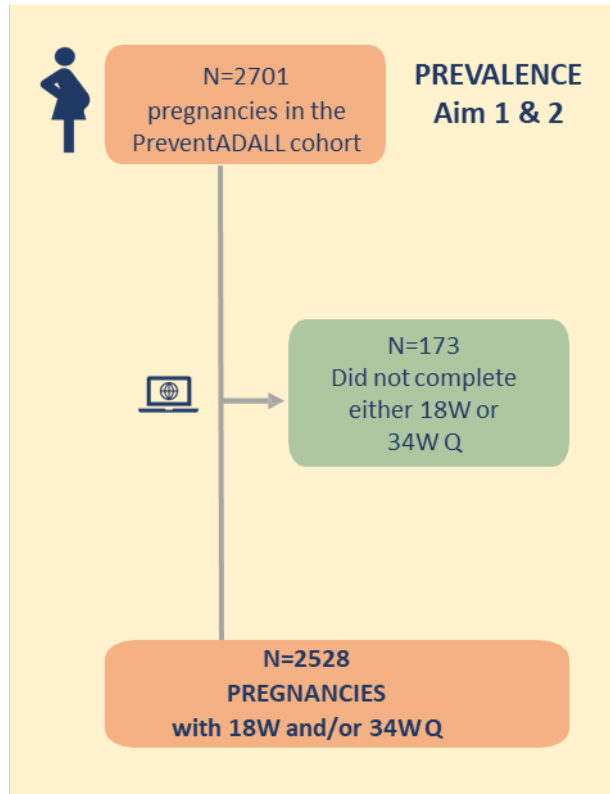 N=2701
pregnancies in the
PreventADALL cohort
PREVALENCE
Aim 1 & 2
N=173
Did not complete
either 18W or
34W Q
N=2528
PREGNANCIES
with 18W and/or 34W Q